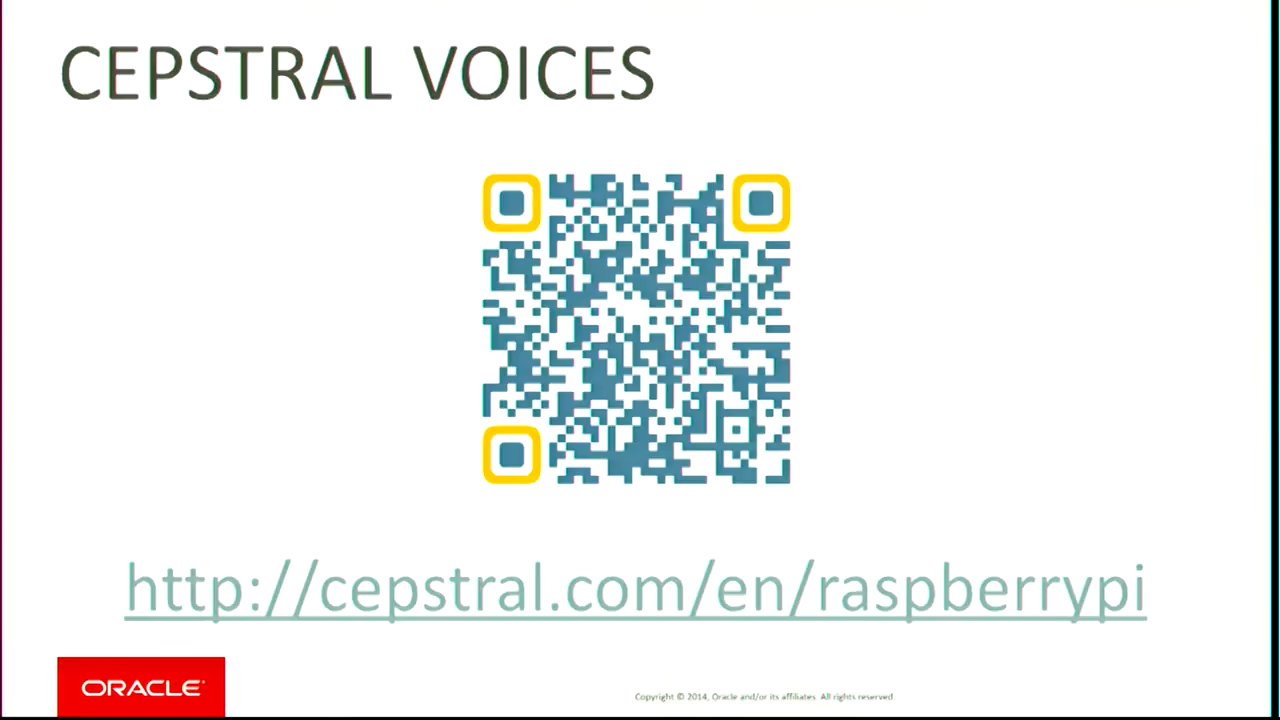 CEPSTRAL VOICES
http://cepstral.com/en/raspberrypi
ORACLE
Copyright © 2014, Oracle and/or its affiliates. All rights reserved